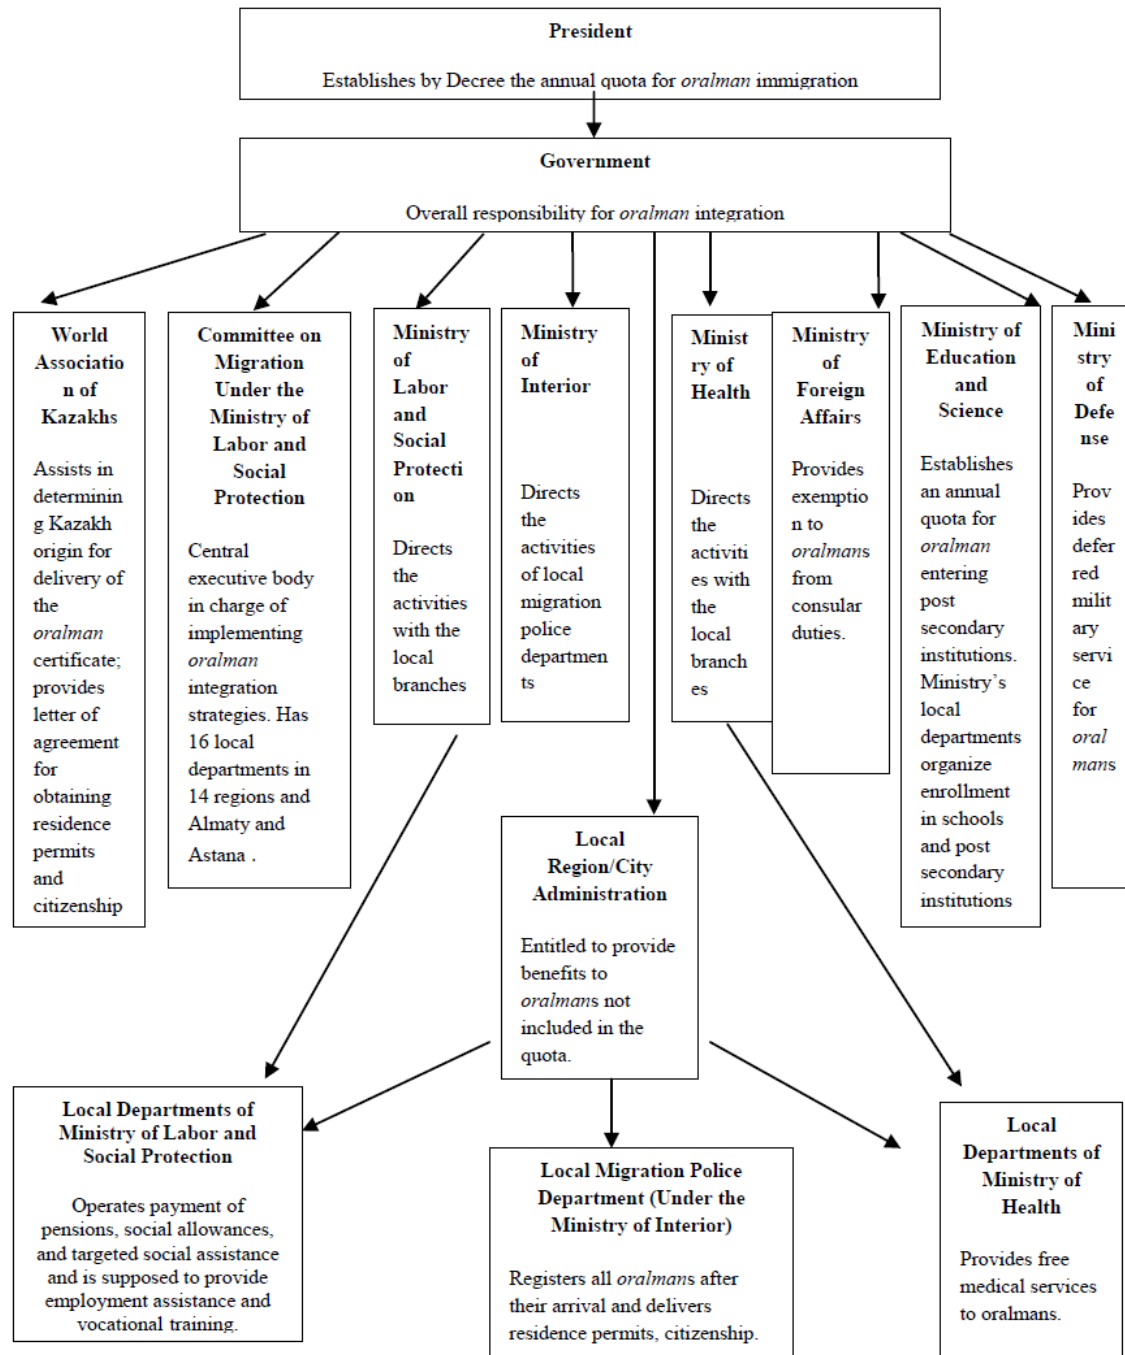 President
Establishes by Decree the annual quota for oralman immigration
Government
Overall responsibility for oralman integration
World
Associatio
n of
Kazakhs
Assists in
determinin
g Kazakh
origin for
delivery of
the
oralman
certificate;
provides
letter of
agreement
for
obtaining
residence
permits
and
citizenship
Committee on
Migration
Under the
Ministry of
Labor and
Social
Protection
Central
executive body
in charge of
implementing
oralman
integration
strategies. Has
16 local
departments in
14 regions and
Almaty and
Astana .
Ministry
of
Labor
and
Social
Protecti
on
Directs
the
activities
with the
local
branches
Ministry
of
Interior
Directs
the
activities
of local
migration
police
departmen
ts
Minist
ry of
Health
Directs
the
activiti
es with
the
local
branch
es
Ministry
of
Foreign
Affairs
Provides
exemptio
n to
oralmans
from
consular
duties.
Ministry of
Education
and
Science
Establishes
an annual
quota for
oralman
entering
post
secondary
institutions.
Ministry’s
local
departments
organize
enrollment
in schools
and post
secondary
institutions
Mini
stry
of
Defe
nse
Prov
ides
defer
red
milit
ary
servi
ce
for
oral
mans
Local
Region/City
Administration
Entitled to provide
benefits to
oralmans not
included in the
quota.
Local Departments of
Ministry of Labor and
Social Protection
Operates payment of
pensions, social allowances,
and targeted social assistance
and is supposed to provide
employment assistance and
vocational training.
Local Migration Police
Department (Under the
Ministry of Interior)
Registers all oralmans after
their arrival and delivers
residence permits, citizenship.
Local
Departments of
Ministry of
Health
Provides free
medical services
to oralmans.